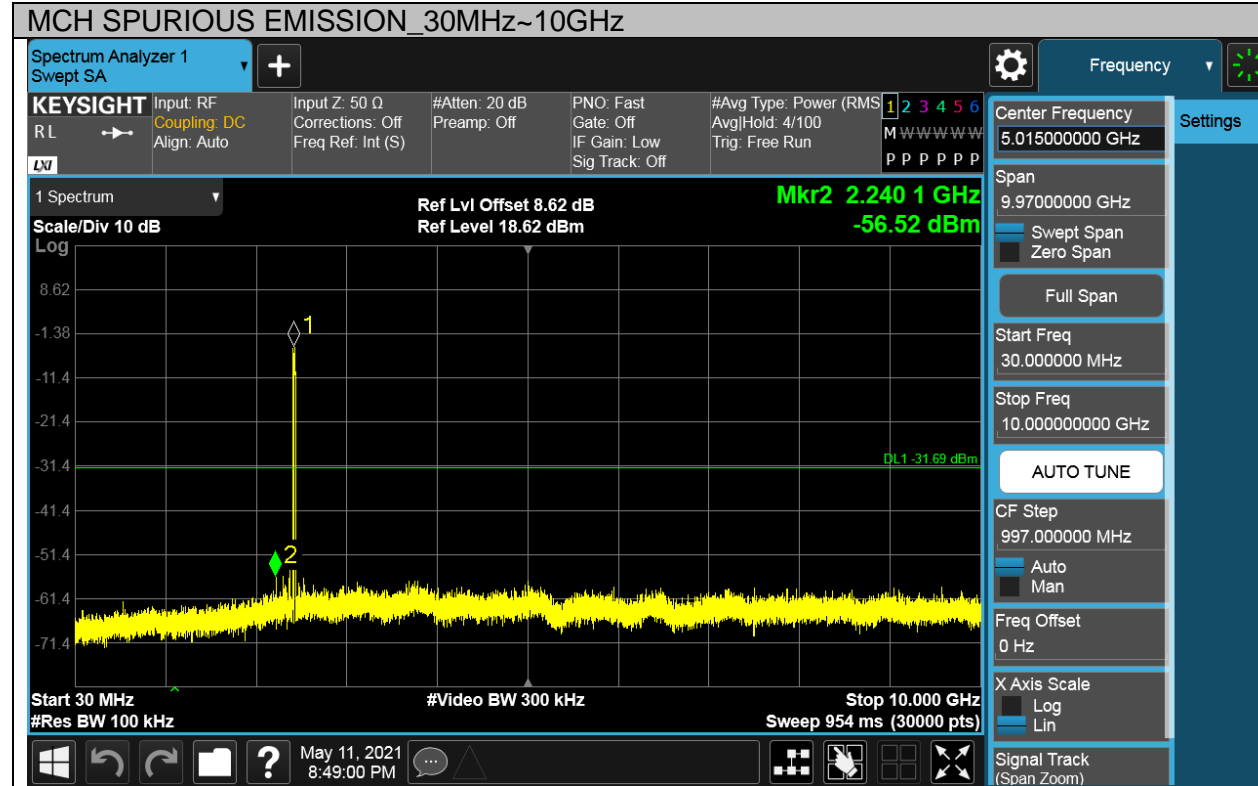 MCH SPURIOUS EMISSION_30MHz~10GHz
Spectrum Analyzer 1
Swept SA
+
Frequency
KEYSIGHT
RL
LXI
Input: RF
Coupling: DC
Align: Auto
Input Z: 50 Ω
Corrections: Off
Freq Ref: Int (S)
#Atten: 20 dB
Preamp: Off
PNO: Fast
Gate: Off
IF Gain: Low
Sig Track: Off
#Avg Type: Power (RMS
Avg|Hold: 4/100
Trig: Free Run
1 2 3 4 5 6
M W W W W W
P P P P P P
1 Spectrum
Scale/Div 10 dB
Ref Lvl Offset 8.62 dB
Ref Level 18.62 dBm
Mkr2 2.240 1 GHz
-56.52 dBm
Log
8.62
-1.38
-11.4
-21.4
-31.4
-41.4
-51.4
-61.4
-71.4
1
2
DL1 -31.69 dBm
Start 30 MHz
#Res BW 100 kHz
#Video BW 300 kHz
Stop 10.000 GHz
Sweep 954 ms (30000 pts)
?
May 11, 2021
8:49:00 PM
Center Frequency
5.015000000 GHz
Span
9.97000000 GHz
Swept Span
Zero Span
Full Span
Start Freq
30.000000 MHz
Stop Freq
10.000000000 GHz
AUTO TUNE
CF Step
997.000000 MHz
Auto
Man
Freq Offset
0 Hz
X Axis Scale
Log
Lin
Signal Track
(Span Zoom)
Settings